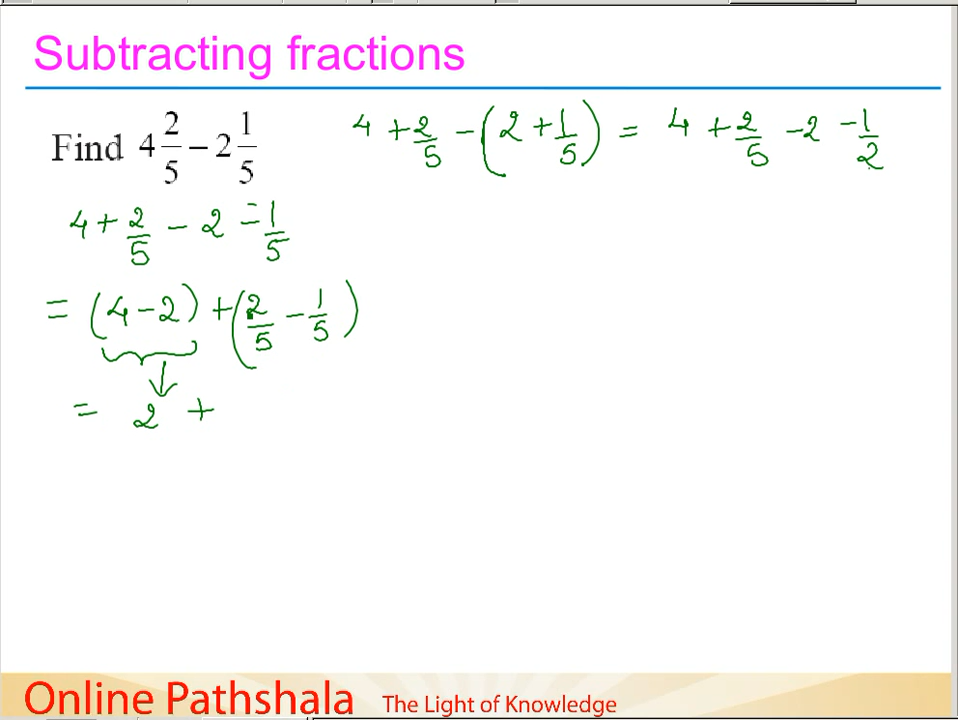 Subtracting fractions
Find 4 2/5 − 2 1/5
4 + 2/5 − (2 + 1/5) = 4 + 2/5 − 2 − 1/2
4 + 2/5 − 2 = 1/5
= (4 − 2) + (2/5 − 1/5)
= 2 +
Online Pathshala The Light of Knowledge